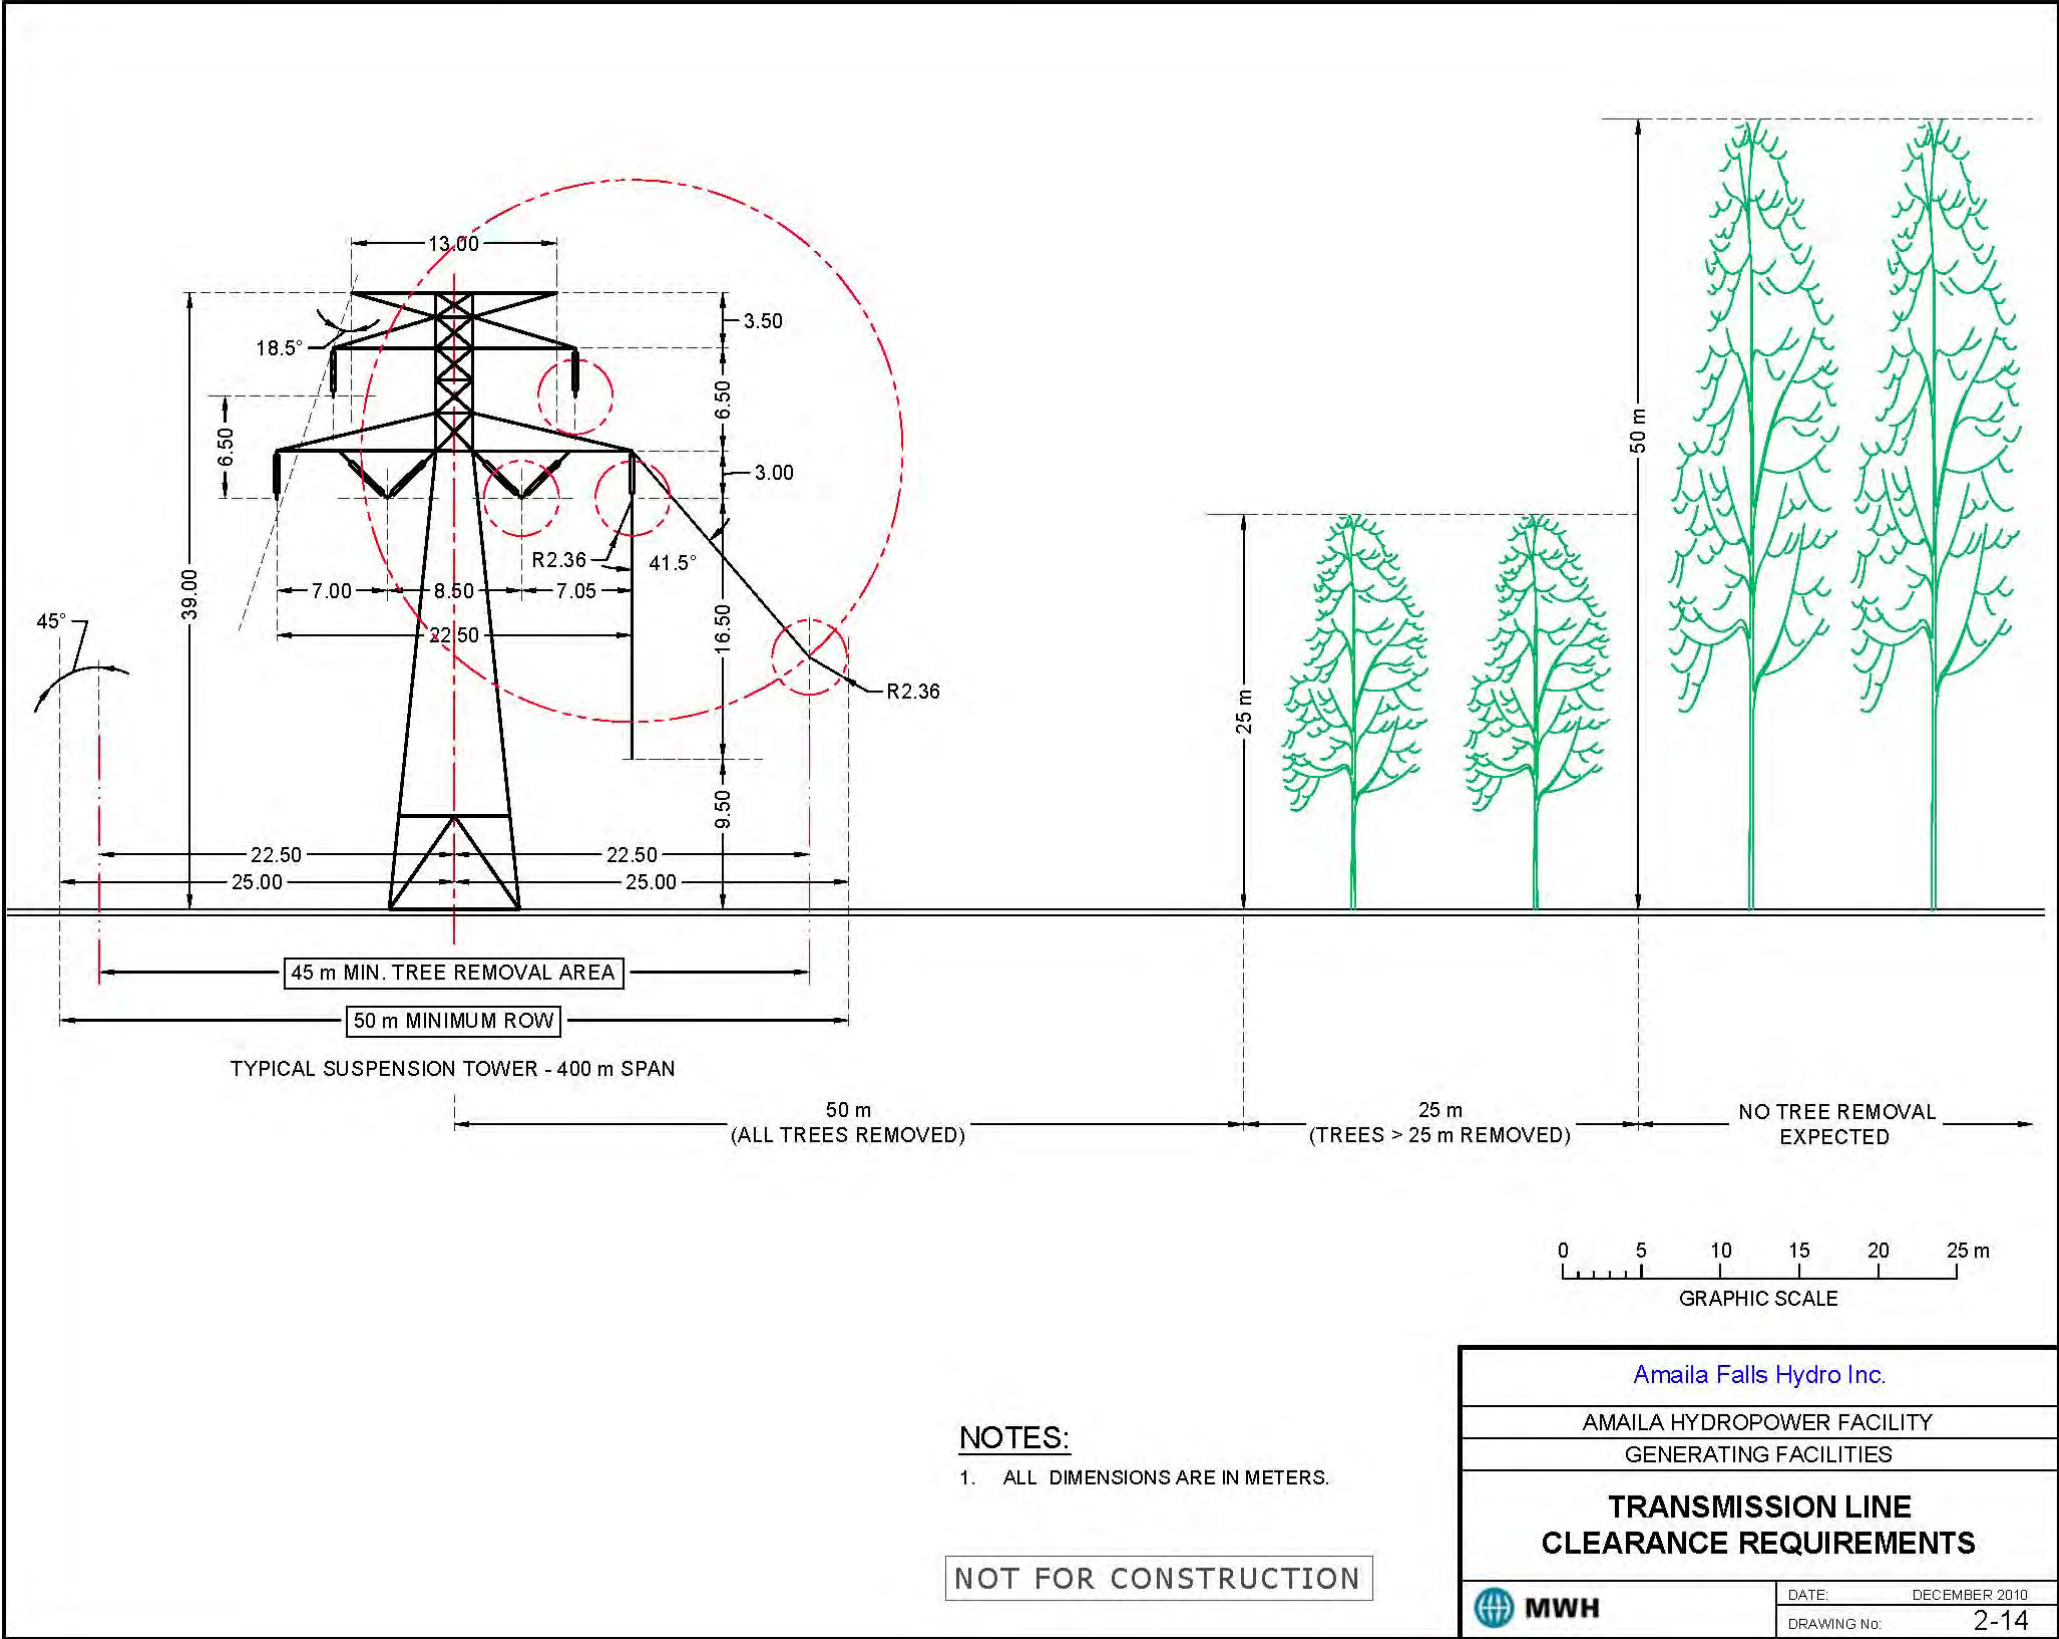 13.00
3.50
18.5°
6.50
6.50
3.00
R2.36
41.5°
7.00
8.50
7.05
39.00
22.50
16.50
45°
R2.36
9.50
22.50
22.50
25.00
25.00
50 m
25 m
45 m MIN. TREE REMOVAL AREA
50 m MINIMUM ROW
TYPICAL SUSPENSION TOWER - 400 m SPAN
50 m
(ALL TREES REMOVED)
25 m
(TREES > 25 m REMOVED)
NO TREE REMOVAL
EXPECTED
0 5 10 15 20 25 m
GRAPHIC SCALE
NOTES:
1. ALL DIMENSIONS ARE IN METERS.
NOT FOR CONSTRUCTION
Amaila Falls Hydro Inc.
AMAILA HYDROPOWER FACILITY
GENERATING FACILITIES
TRANSMISSION LINE
CLEARANCE REQUIREMENTS
MWH
DATE: DECEMBER 2010
DRAWING No: 2-14